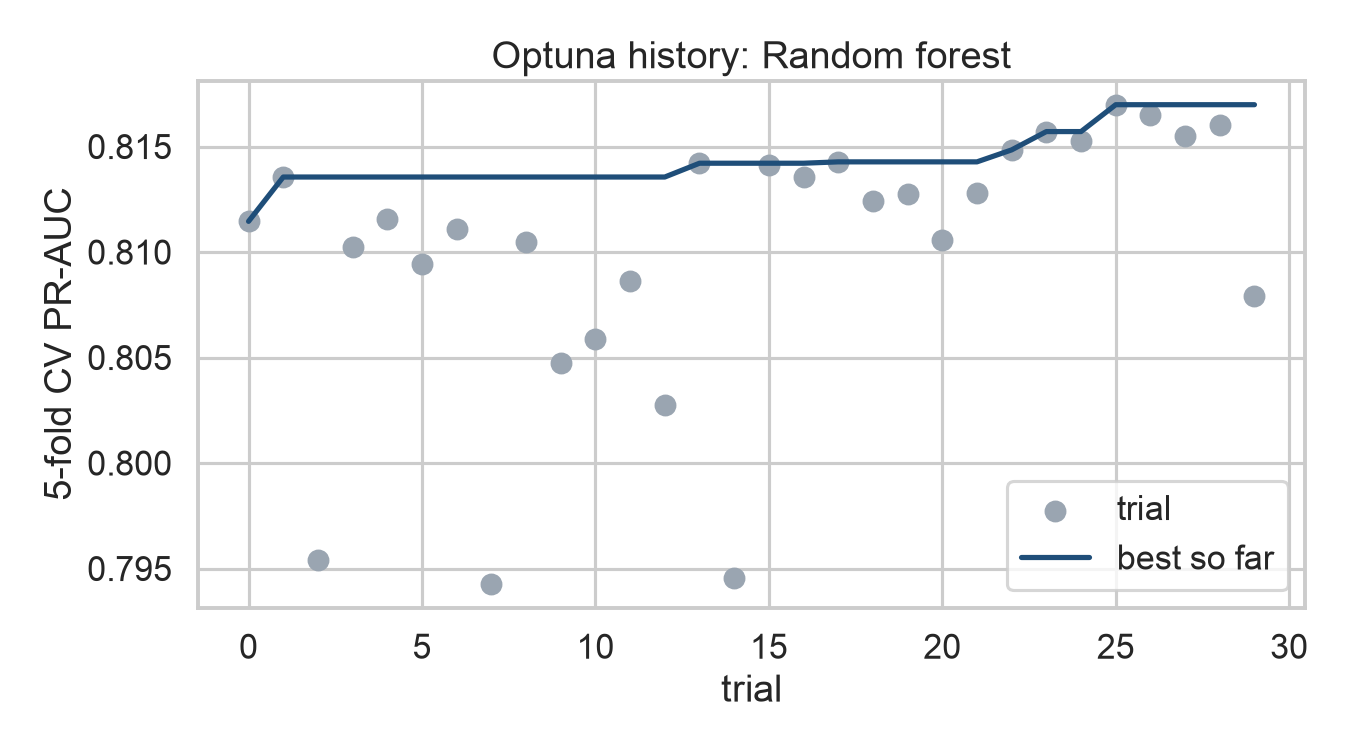 Optuna history: Random forest
5-fold CV PR-AUC
0.815
0.810
0.805
0.800
0.795
trial
best so far
0 5 10 15 20 25 30
trial